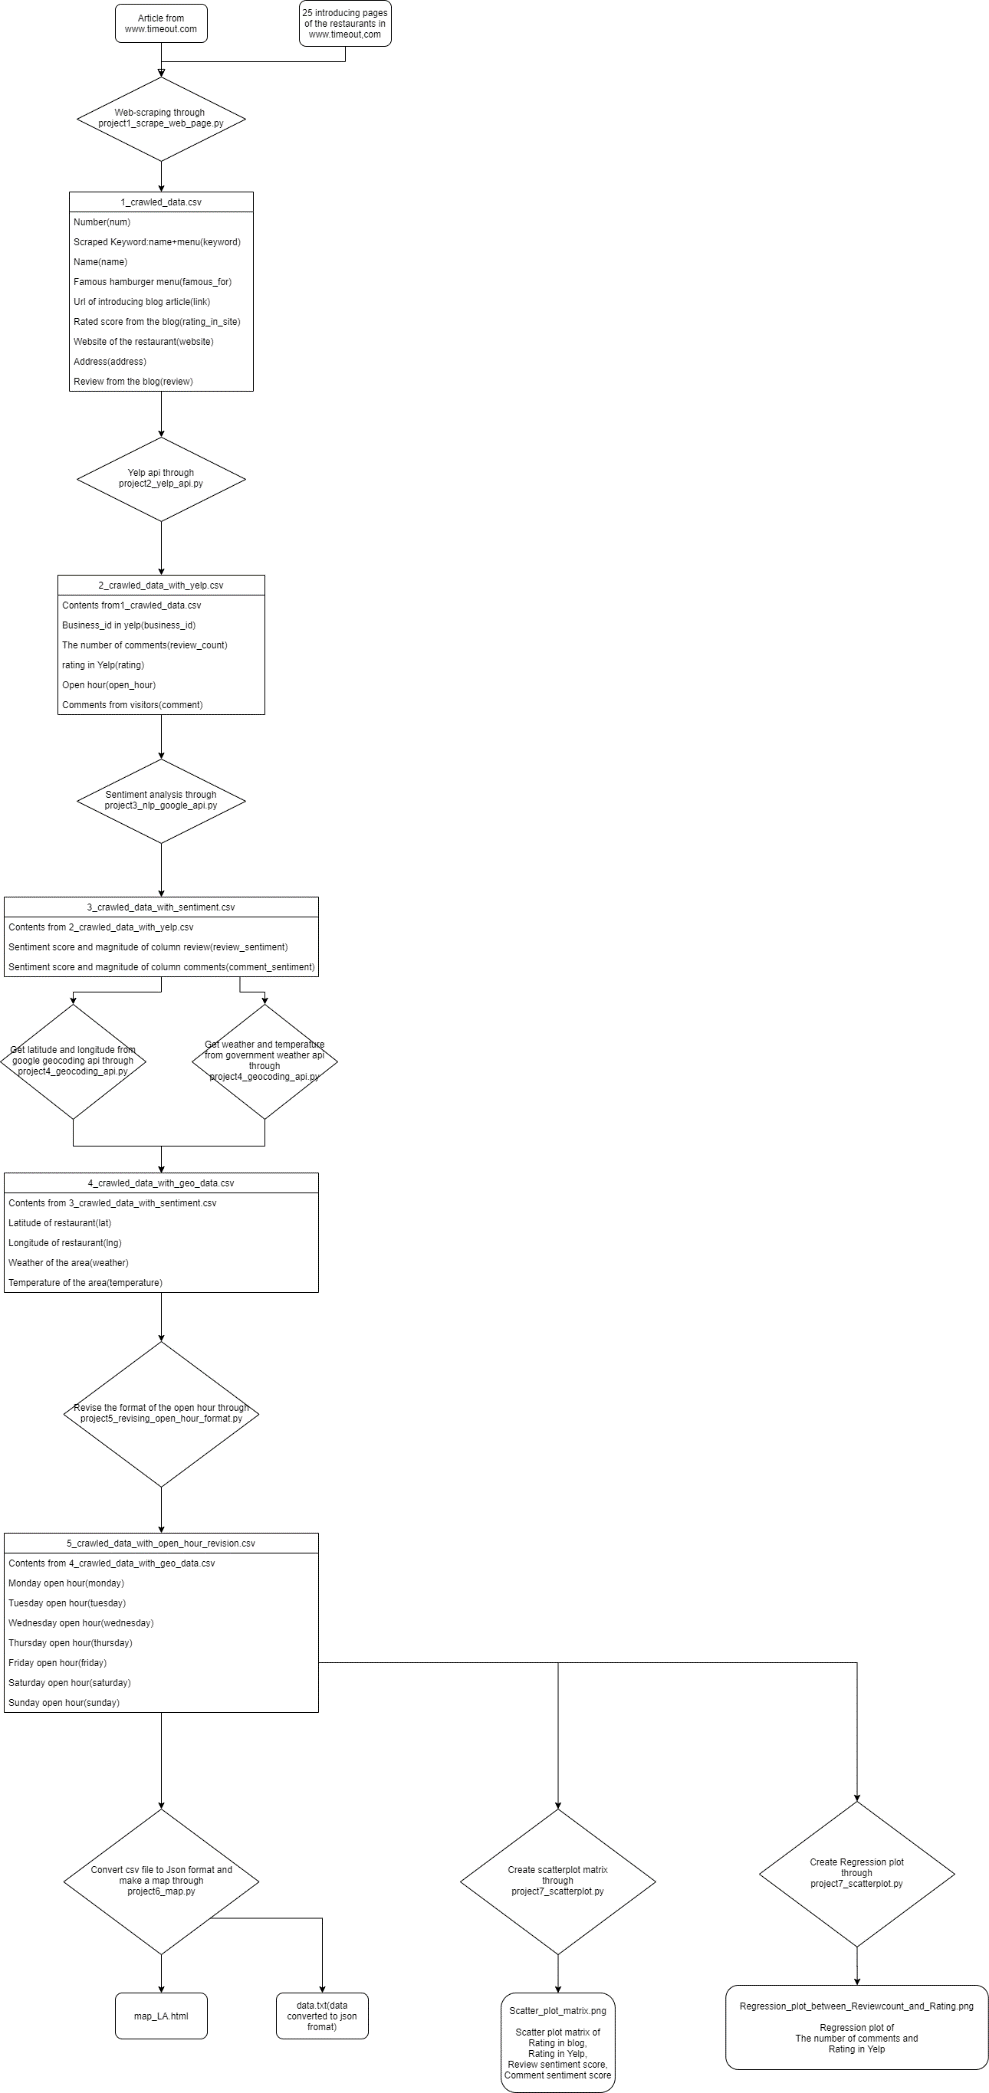 Article from
www.timeout.com
25 introducing pages
of the restaurants in
www.timeout.com
Web-scraping through
project1_scrape_web_page.py
1_crawled_data.csv
Number(num)
Scraped Keyword:name+menu(keyword)
Name(name)
Famous hamburger menu(famous_for)
Url of introducing blog article(link)
Rated score from the blog(rating_in_site)
Website of the restaurant(website)
Address(address)
Review from the blog(review)
Yelp api through
project2_yelp_api.py
2_crawled_data_with_yelp.csv
Contents from1_crawled_data.csv
Business_id in yelp(business_id)
The number of comments(review_count)
rating in Yelp(rating)
Open hour(open_hour)
Comments from visitors(comment)
Sentiment analysis through
project3_nlp_google_api.py
3_crawled_data_with_sentiment.csv
Contents from 2_crawled_data_with_yelp.csv
Sentiment score and magnitude of column review(review_sentiment)
Sentiment score and magnitude of column comments(comment_sentiment)
Get latitude and longitude from
google geocoding api through
project4_geocoding_api.py
Get weather and temperature
from government weather api
through
project4_geocoding_api.py
4_crawled_data_with_geo_data.csv
Contents from 3_crawled_data_with_sentiment.csv
Latitude of restaurant(lat)
Longitude of restaurant(lng)
Weather of the area(weather)
Temperature of the area(temperature)
Revise the format of the open hour through
project5_revising_open_hour_format.py
5_crawled_data_with_open_hour_revision.csv
Contents from 4_crawled_data_with_geo_data.csv
Monday open hour(monday)
Tuesday open hour(tuesday)
Wednesday open hour(wednesday)
Thursday open hour(thursday)
Friday open hour(friday)
Saturday open hour(saturday)
Sunday open hour(sunday)
Convert csv file to Json format and
make a map through
project6_map.py
Create scatterplot matrix
through
project7_scatterplot.py
Create Regression plot
through
project7_scatterplot.py
map_LA.html
data.txt(data
converted to json
fromat)
Scatter_plot_matrix.png
Scatter plot matrix of
Rating in blog,
Rating in Yelp,
Review sentiment score,
Comment sentiment score
Regression_plot_between_Reviewcount_and_Rating.png
Regression plot of
The number of comments and
Rating in Yelp